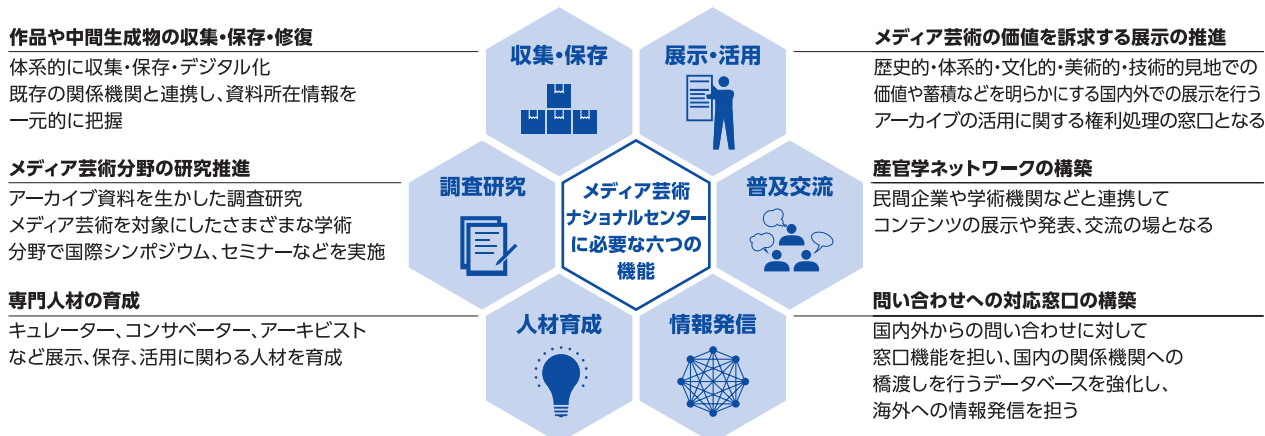 作品や中間生成物の収集・保存・修復
体系的に収集・保存・デジタル化
既存の関係機関と連携し、資料所在情報を
一元的に把握
メディア芸術分野の研究推進
アーカイブ資料を生かした調査研究
メディア芸術を対象にしたさまざまな学術
分野で国際シンポジウム、セミナーなどを実施
専門人材の育成
キュレーター、コンサベーター、アーキビスト
など展示、保存、活用に関わる人材を育成
収集・保存
展示・活用
調査研究
メディア芸術
ナショナルセンター
に必要な六つの
機能
普及交流
人材育成
情報発信
メディア芸術の価値を訴求する展示の推進
歴史的・体系的・文化的・美術的・技術的見地での
価値や蓄積などを明らかにする国内外での展示を行う
アーカイブの活用に関する権利処理の窓口となる
産官学ネットワークの構築
民間企業や学術機関などと連携して
コンテンツの展示や発表、交流の場となる
問い合わせへの対応窓口の構築
国内外からの問い合わせに対して
窓口機能を担い、国内の関係機関への
橋渡しを行うデータベースを強化し、
海外への情報発信を担う